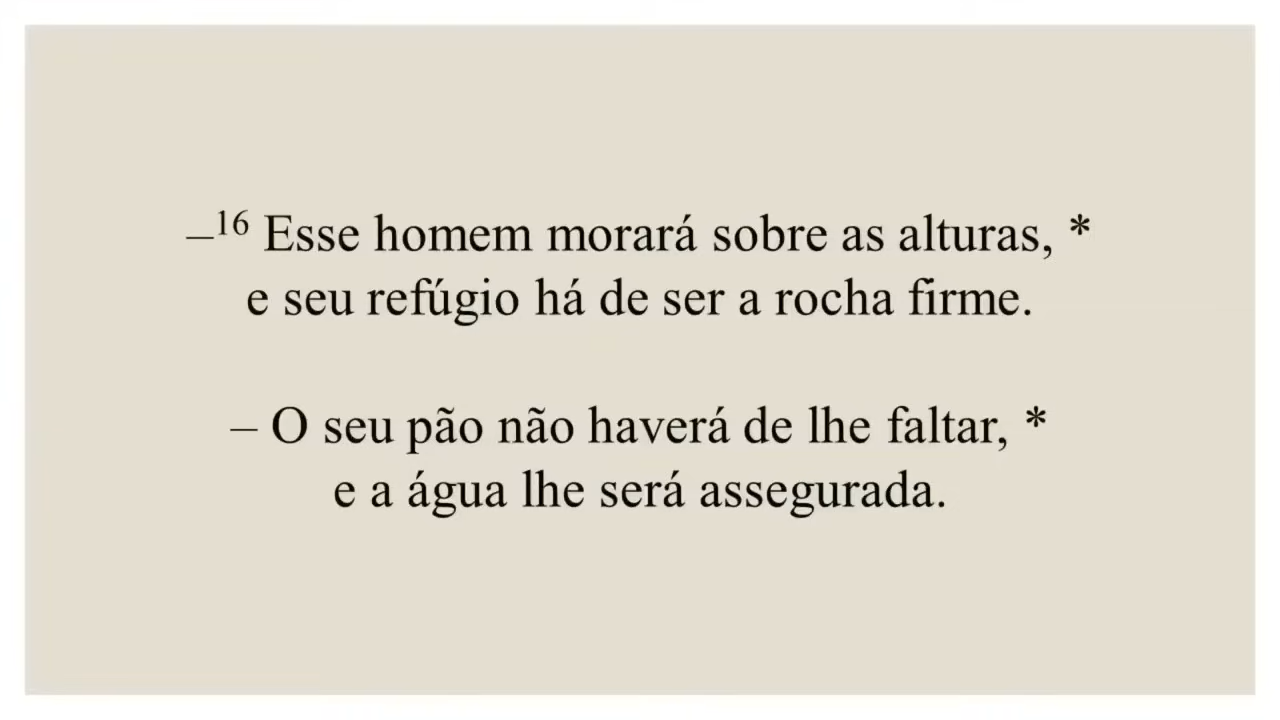 –¹⁶ Esse homem morará sobre as alturas, *
e seu refúgio há de ser a rocha firme.
– O seu pão não haverá de lhe faltar, *
e a água lhe será assegurada.